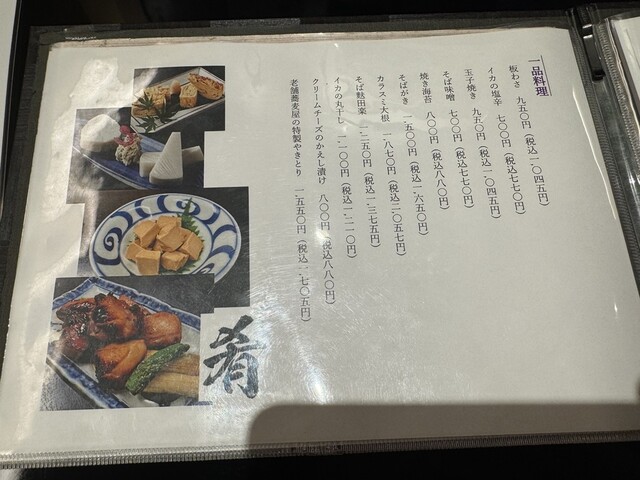 一品料理
板わさ 九五〇円（税込一、〇四五円）
イカの塩辛 七〇〇円（税込七七〇円）
玉子焼き 九五〇円（税込一、〇四五円）
そば味噌 七〇〇円（税込七七〇円）
焼き海苔 八〇〇円（税込八八〇円）
そばがき 一、五〇〇円（税込一、六五〇円）
カラスミ大根 一、八七〇円（税込二、〇五七円）
そば麩田楽 一、二五〇円（税込一、三七五円）
イカの丸干し 一、一〇〇円（税込一、二一〇円）
クリームチーズのかえし漬け 八〇〇円（税込八八〇円）
老舗蕎麦屋の特製やきとり 一、五五〇円（税込一、七〇五円）
肴